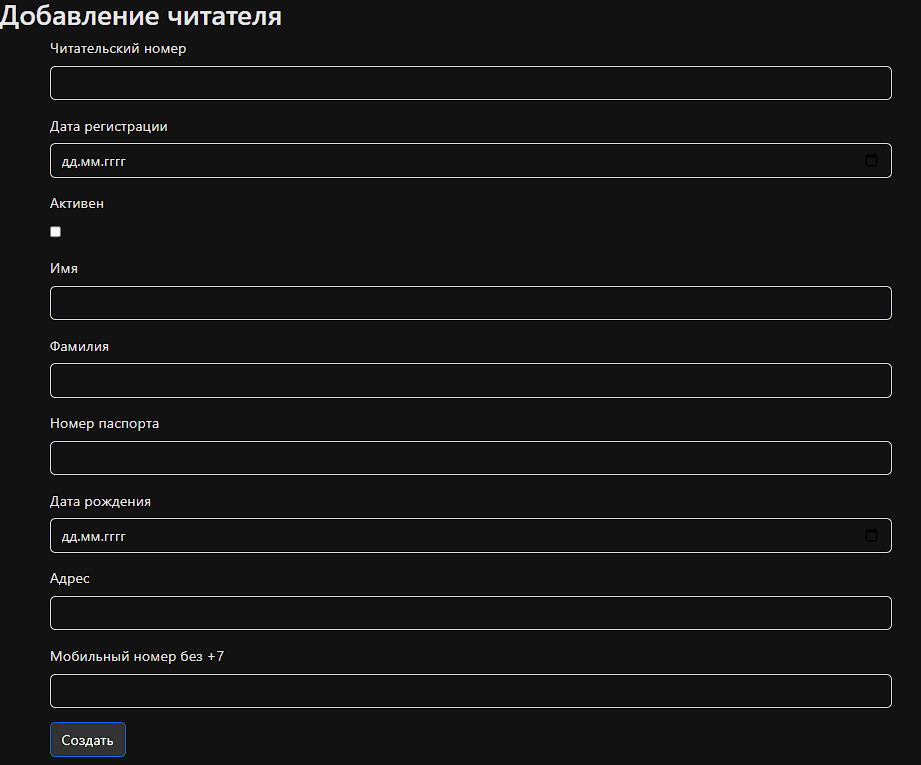 Добавление читателя
Читательский номер
Дата регистрации
дд.мм.гггг
Активен
Имя
Фамилия
Номер паспорта
Дата рождения
дд.мм.гггг
Адрес
Мобильный номер без +7
Создать